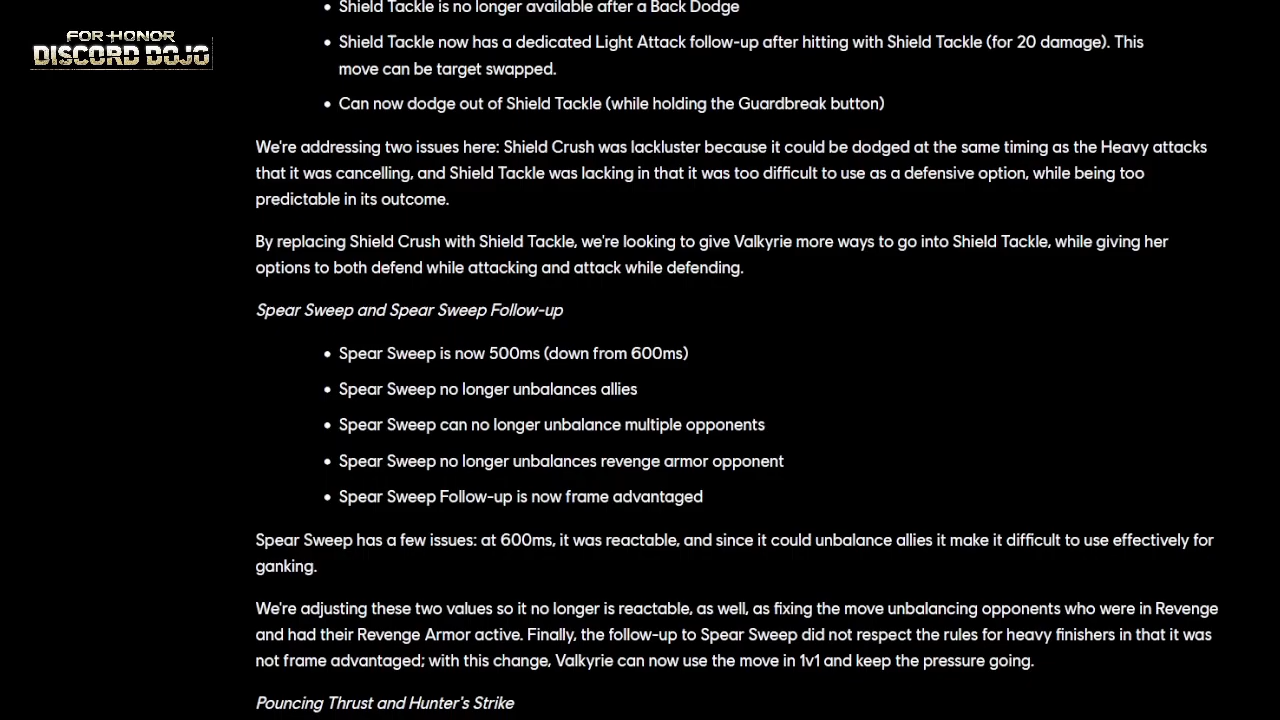 FOR HONOR
DISCORD DOJO
• Shield Tackle is no longer available after a Back Dodge
• Shield Tackle now has a dedicated Light Attack follow-up after hitting with Shield Tackle (for 20 damage). This
move can be target swapped.
• Can now dodge out of Shield Tackle (while holding the Guardbreak button)
We're addressing two issues here: Shield Crush was lackluster because it could be dodged at the same timing as the Heavy attacks
that it was cancelling, and Shield Tackle was lacking in that it was too difficult to use as a defensive option, while being too
predictable in its outcome.
By replacing Shield Crush with Shield Tackle, we're looking to give Valkyrie more ways to go into Shield Tackle, while giving her
options to both defend while attacking and attack while defending.
Spear Sweep and Spear Sweep Follow-up
• Spear Sweep is now 500ms (down from 600ms)
• Spear Sweep no longer unbalances allies
• Spear Sweep can no longer unbalance multiple opponents
• Spear Sweep no longer unbalances revenge armor opponent
• Spear Sweep Follow-up is now frame advantaged
Spear Sweep has a few issues: at 600ms, it was reactable, and since it could unbalance allies it make it difficult to use effectively for
ganking.
We're adjusting these two values so it no longer is reactable, as well, as fixing the move unbalancing opponents who were in Revenge
and had their Revenge Armor active. Finally, the follow-up to Spear Sweep did not respect the rules for heavy finishers in that it was
not frame advantaged; with this change, Valkyrie can now use the move in 1v1 and keep the pressure going.
Pouncing Thrust and Hunter's Strike